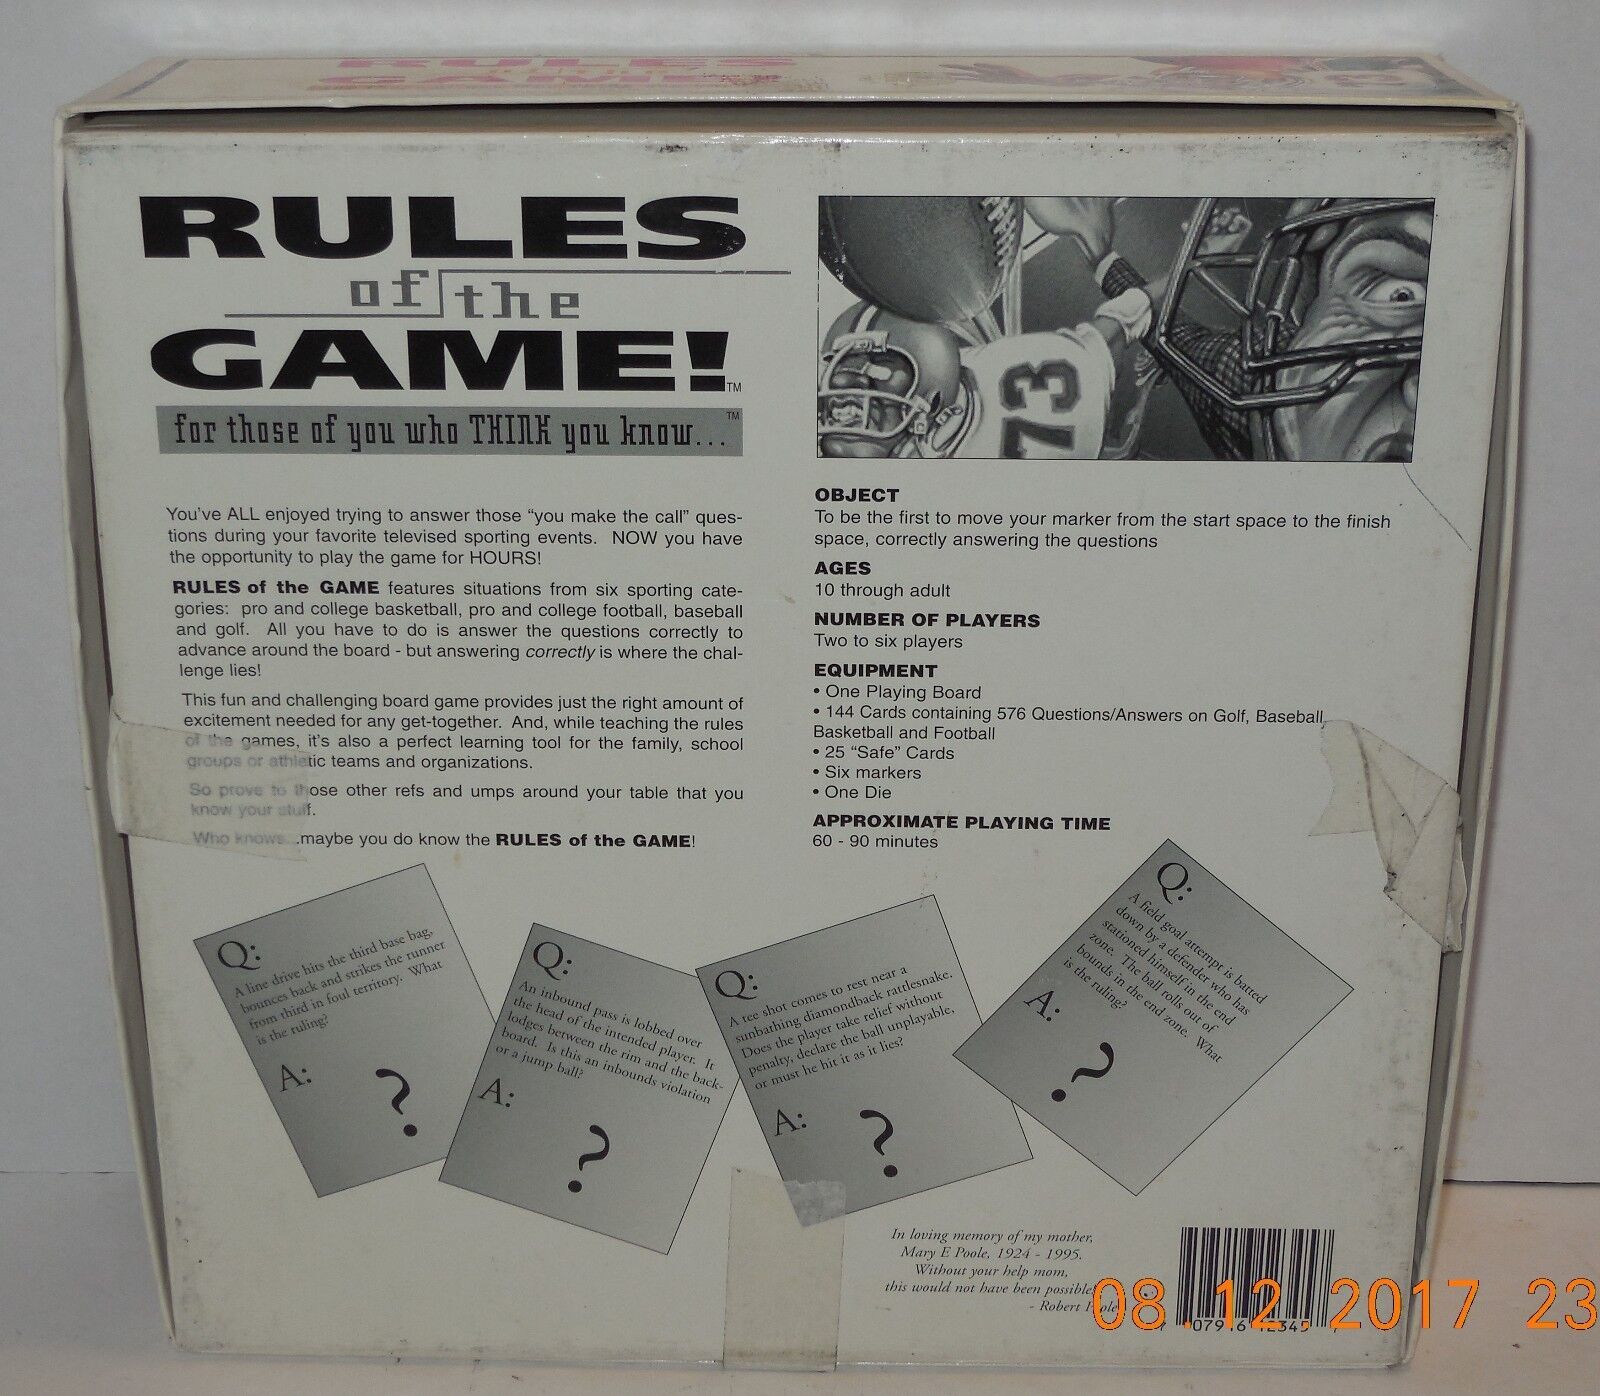 RULES
GAME!
RULES
of the
GAME!™
for those of you who THINK you know...™
You've ALL enjoyed trying to answer those “you make the call” ques-
tions during your favorite televised sporting events. NOW you have
the opportunity to play the game for HOURS!
RULES of the GAME features situations from six sporting cate-
gories: pro and college basketball, pro and college football, baseball
and golf. All you have to do is answer the questions correctly to
advance around the board - but answering correctly is where the chal-
lenge lies!
This fun and challenging board game provides just the right amount of
excitement needed for any get-together. And, while teaching the rules
of the games, it's also a perfect learning tool for the family, school
groups or athletic teams and organizations.
So prove to those other refs and umps around your table that you
know your stuff.
Who knows...maybe you do know the RULES of the GAME!
73
OBJECT
To be the first to move your marker from the start space to the finish
space, correctly answering the questions
AGES
10 through adult
NUMBER OF PLAYERS
Two to six players
EQUIPMENT
• One Playing Board
• 144 Cards containing 576 Questions/Answers on Golf, Baseball,
Basketball and Football
• 25 “Safe” Cards
• Six markers
• One Die
APPROXIMATE PLAYING TIME
60 - 90 minutes
Q:
A line drive hits the third base bag,
bounces back and strikes the runner
from third in foul territory. What
is the ruling?
A:
?
Q:
An inbound pass is lobbed over
the head of the intended player. It
lodges between the rim and the back-
board. Is this an inbounds violation
or a jump ball?
A:
?
Q:
A tee shot comes to rest near a
sunbathing diamondback rattlesnake.
Does the player take relief without
penalty, declare the ball unplayable,
or must he hit it as it lies?
A:
?
Q:
A field goal attempt is batted
down by a defender who has
stationed himself in the end
zone. The ball rolls out of
bounds in the end zone. What
is the ruling?
A:
?
In loving memory of my mother,
Mary E Poole, 1924 - 1995.
Without your help mom,
this would not have been possible
- Robert Poole
08.12.2017 23